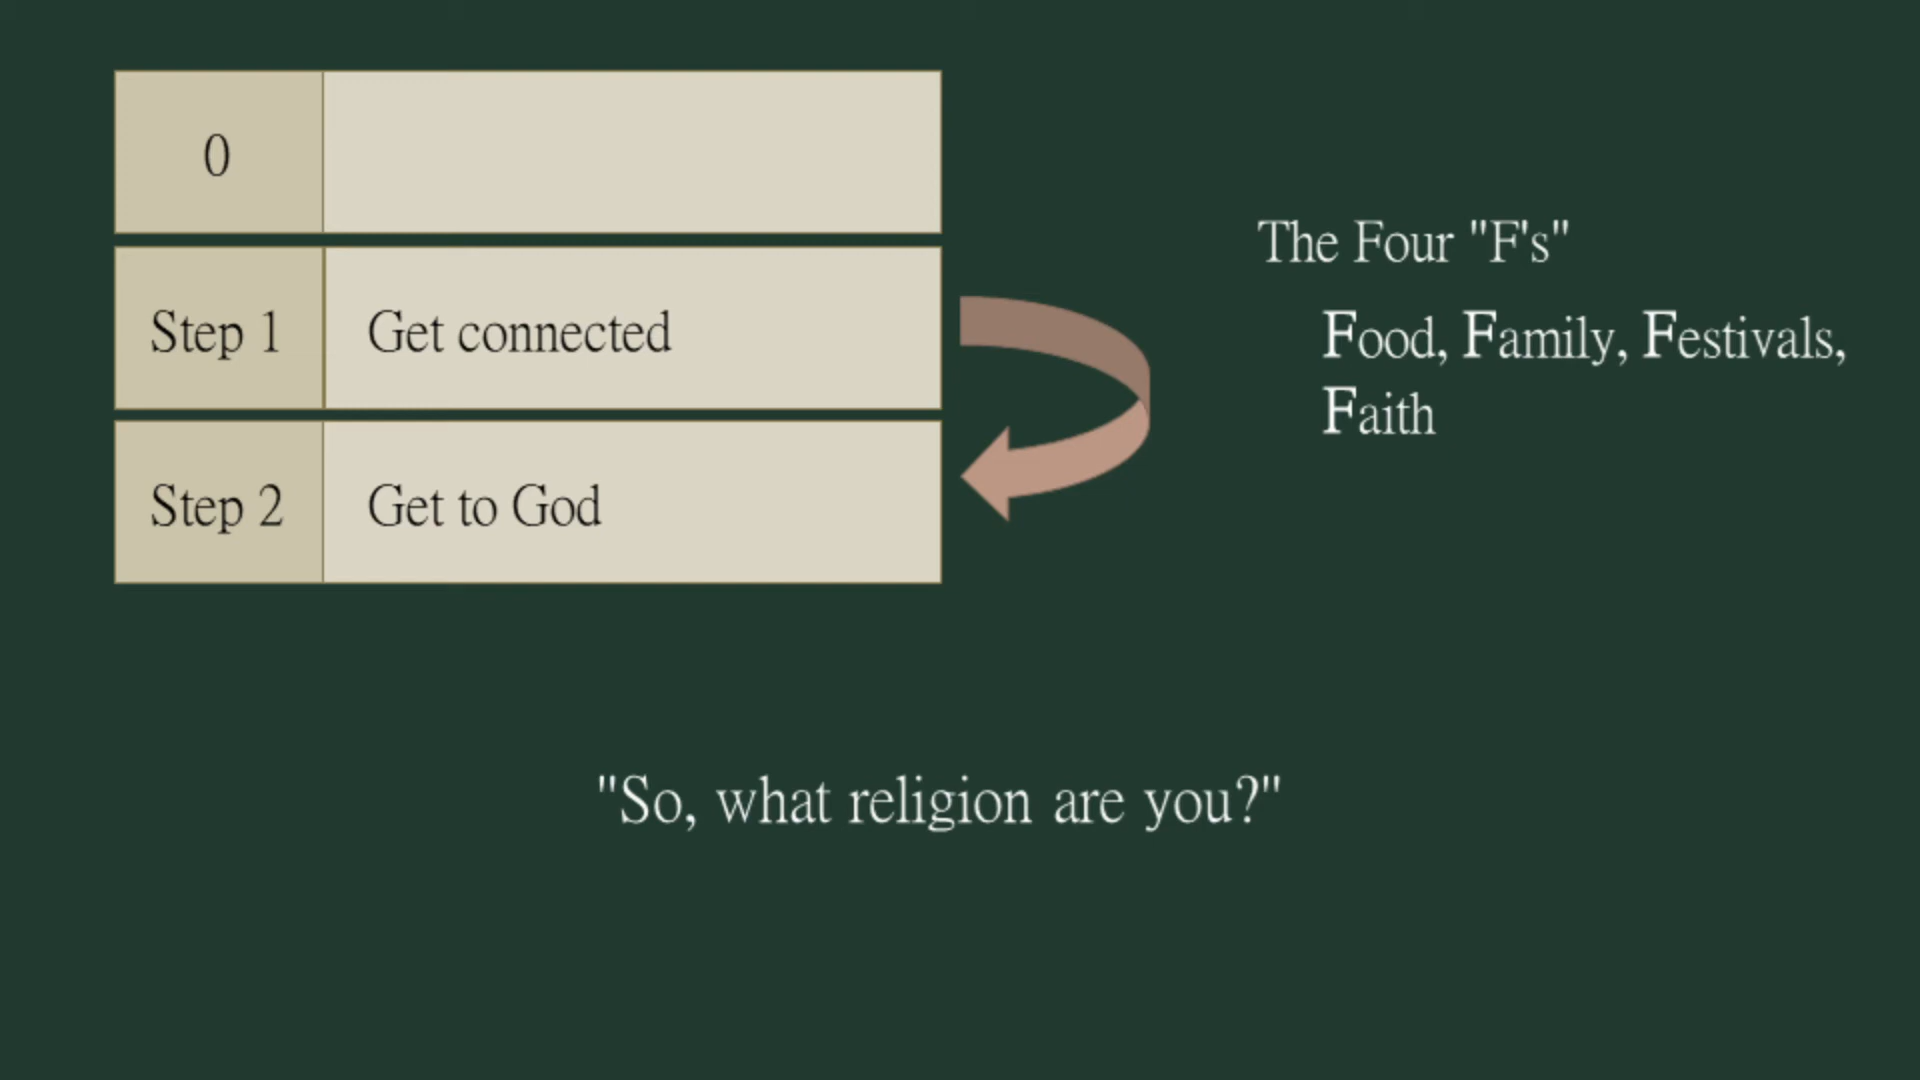 0
Step 1
Get connected
Step 2
Get to God
The Four "F's"
Food, Family, Festivals,
Faith
"So, what religion are you?"